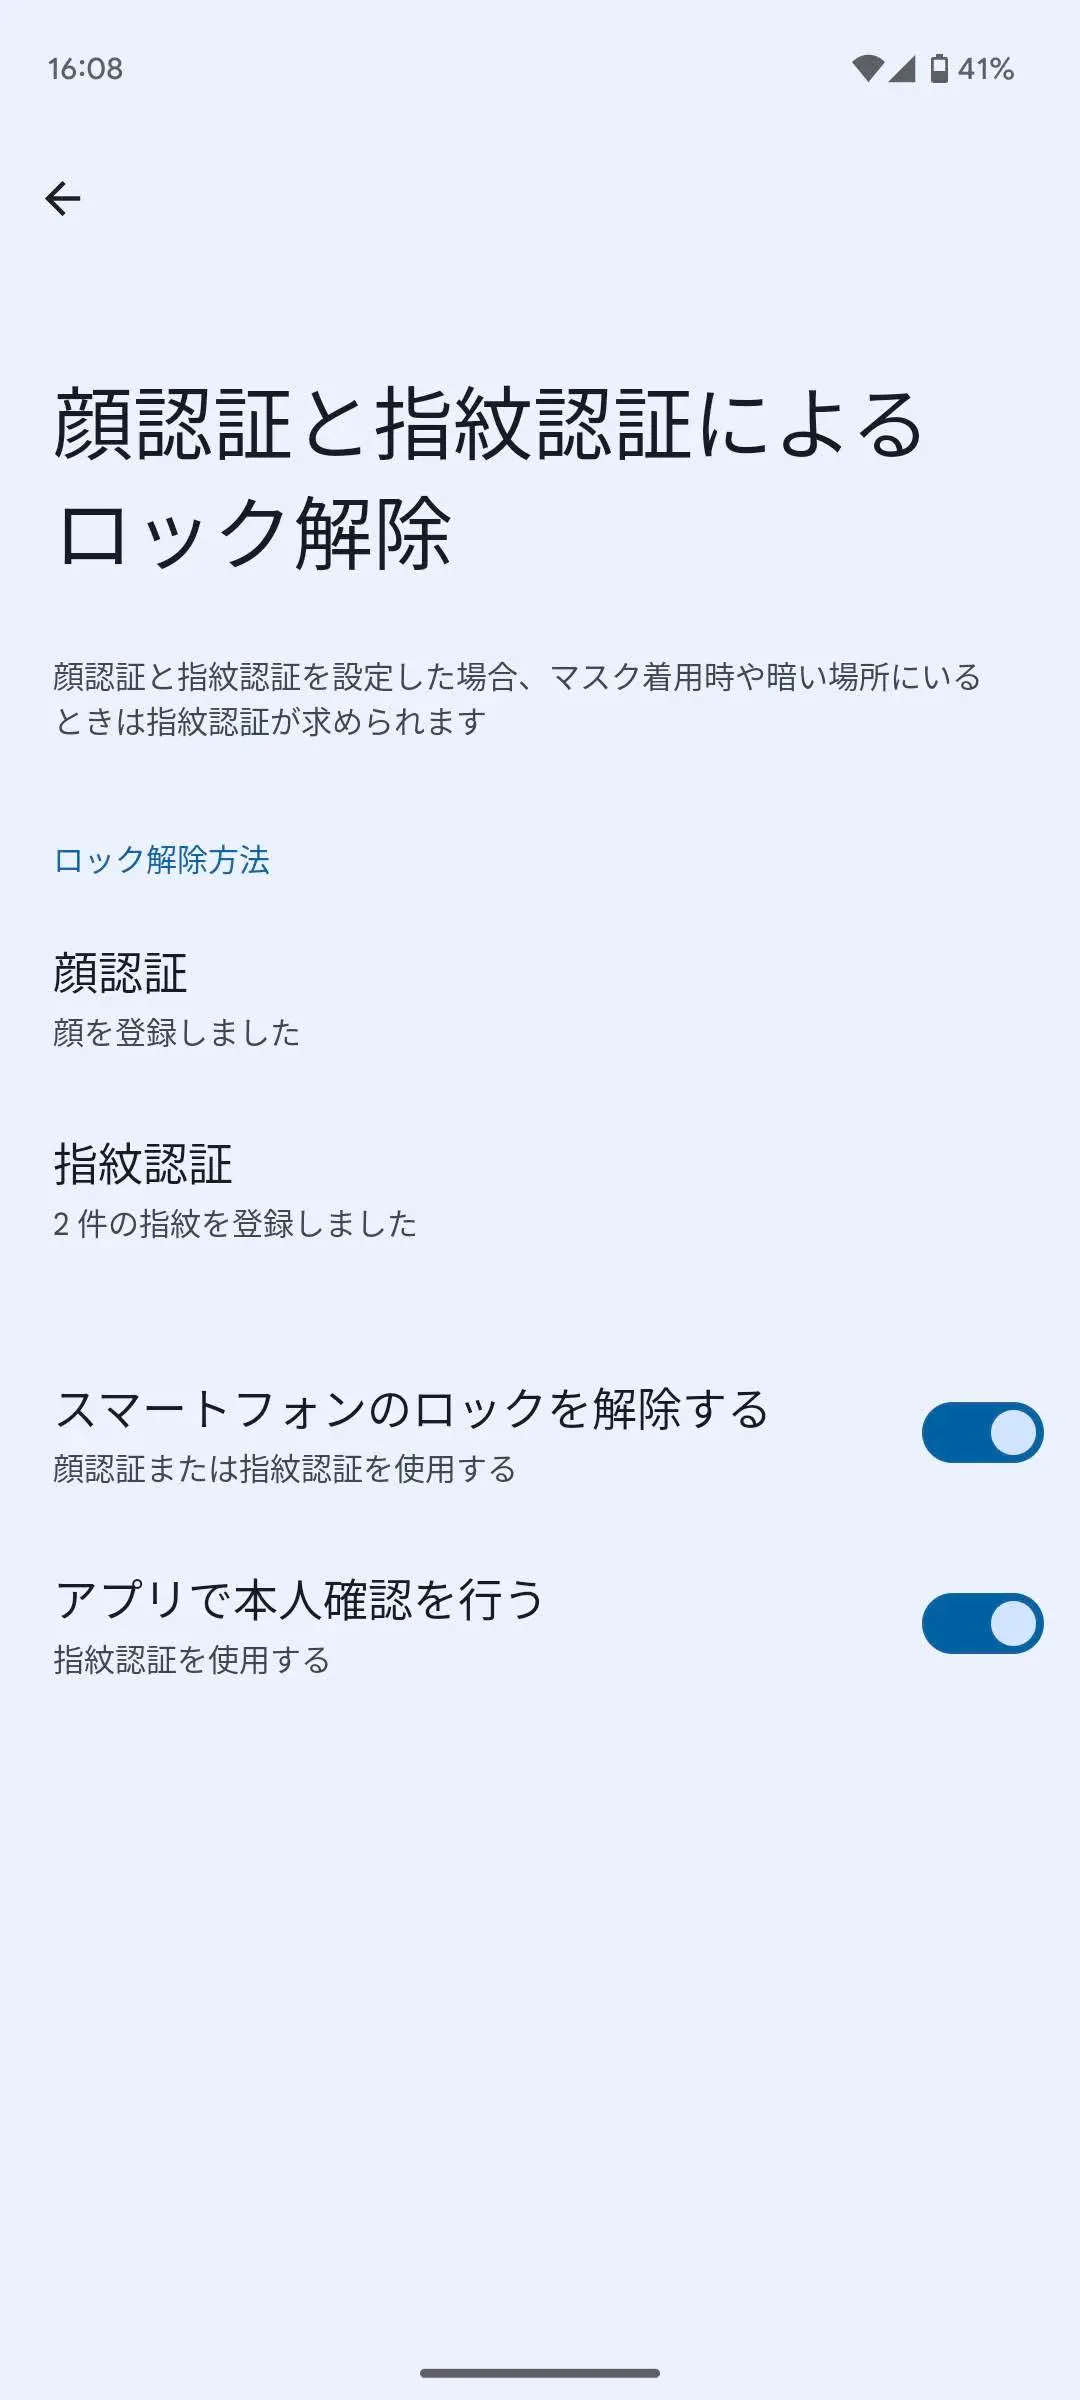 16:08
41%
顔認証と指紋認証による
ロック解除
顔認証と指紋認証を設定した場合、マスク着用時や暗い場所にいる
ときは指紋認証が求められます
ロック解除方法
顔認証
顔を登録しました
指紋認証
2 件の指紋を登録しました
スマートフォンのロックを解除する
顔認証または指紋認証を使用する
アプリで本人確認を行う
指紋認証を使用する